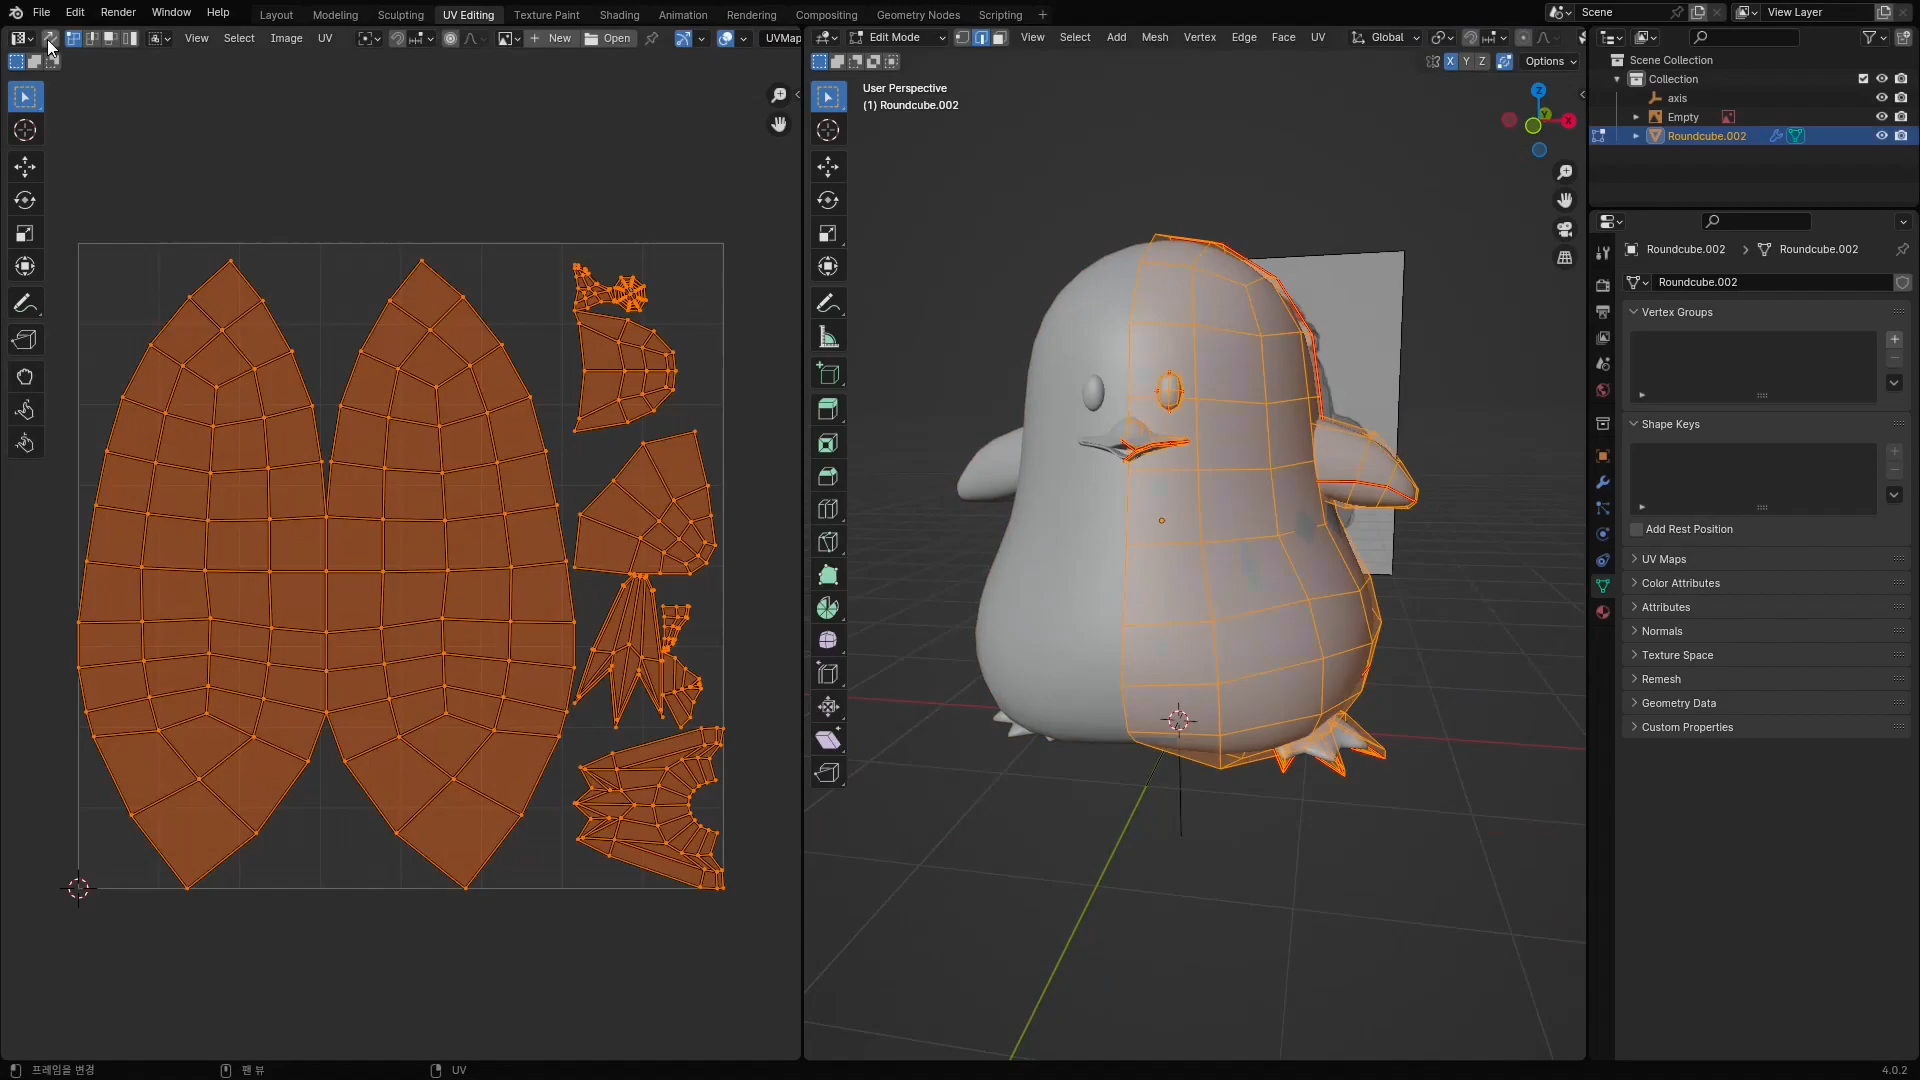 File Edit Render Window Help Layout Modeling Sculpting UV Editing Texture Paint Shading Animation Rendering Compositing Geometry Nodes Scripting + Scene View Layer
View Select Image UV New Open UVMap
Edit Mode View Select Add Mesh Vertex Edge Face UV Global
X Y Z Options
User Perspective
(1) Roundcube.002
Z
Y
X
Scene Collection
Collection
axis
Empty
Roundcube.002
Roundcube.002 Roundcube.002
Roundcube.002
Vertex Groups
Shape Keys
Add Rest Position
UV Maps
Color Attributes
Attributes
Normals
Texture Space
Remesh
Geometry Data
Custom Properties
프레임을 변경 팬 뷰 UV 4.0.2